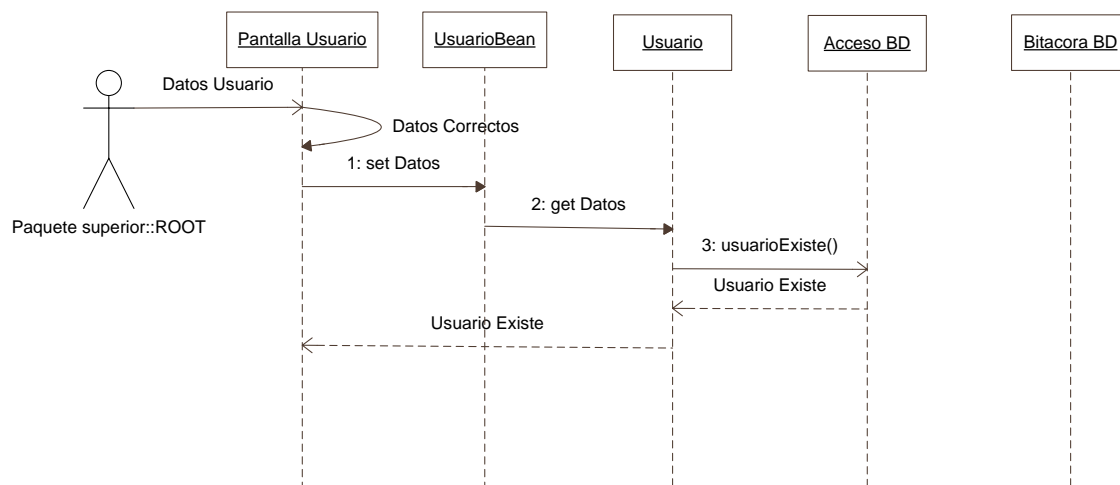 Pantalla Usuario
UsuarioBean
Usuario
Acceso BD
Bitacora BD
Datos Usuario
Datos Correctos
1: set Datos
2: get Datos
Paquete superior::ROOT
3: usuarioExiste()
Usuario Existe
Usuario Existe